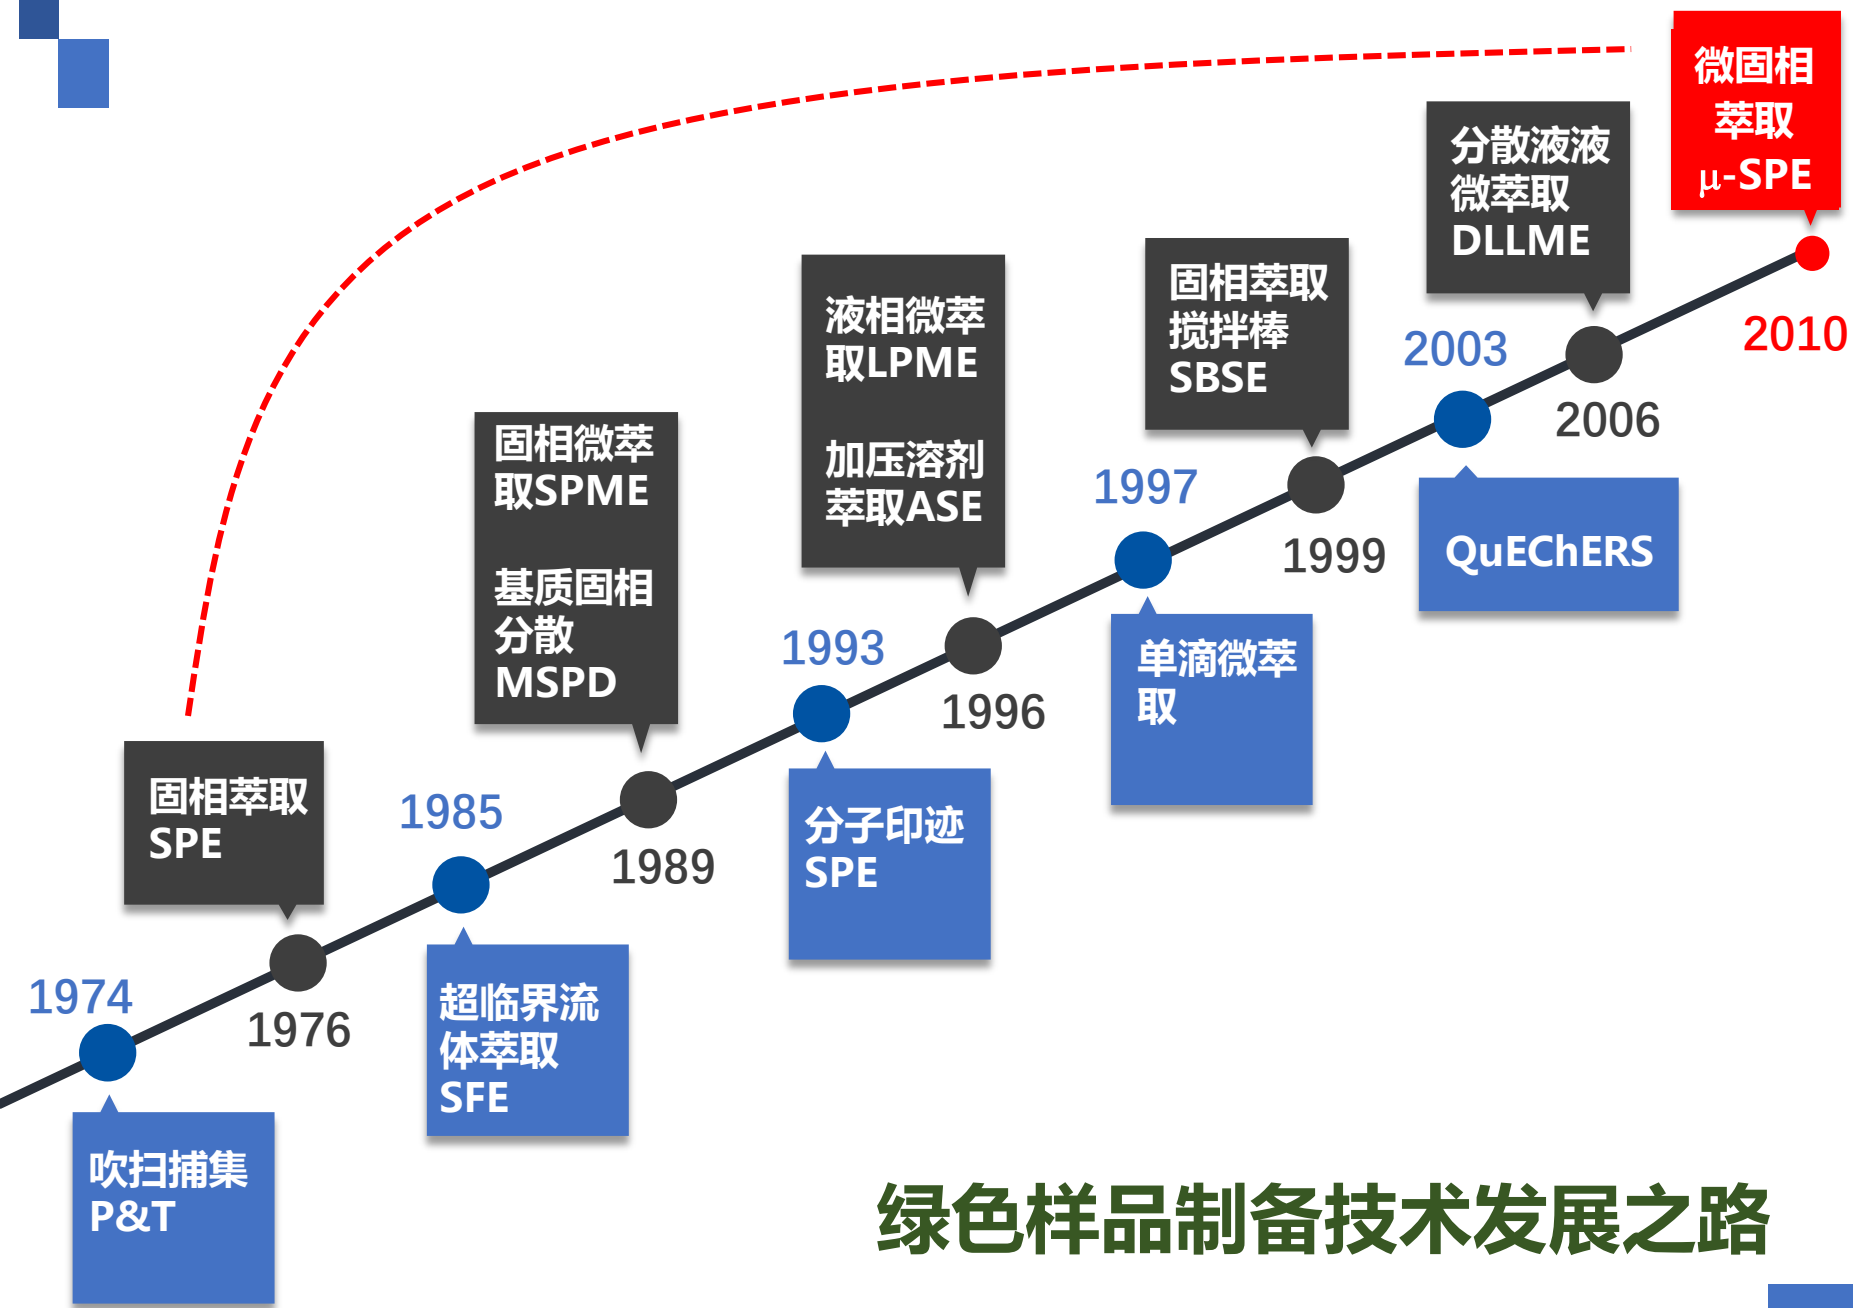 1974
吹扫捕集
P&T
固相萃取
SPE
1976
1985
超临界流
体萃取
SFE
固相微萃
取SPME
基质固相
分散
MSPD
1989
1993
分子印迹
SPE
液相微萃
取LPME
加压溶剂
萃取ASE
1996
1997
单滴微萃
取
固相萃取
搅拌棒
SBSE
1999
2003
QuEChERS
分散液液
微萃取
DLLME
2006
微固相
萃取
μ-SPE
2010
绿色样品制备技术发展之路